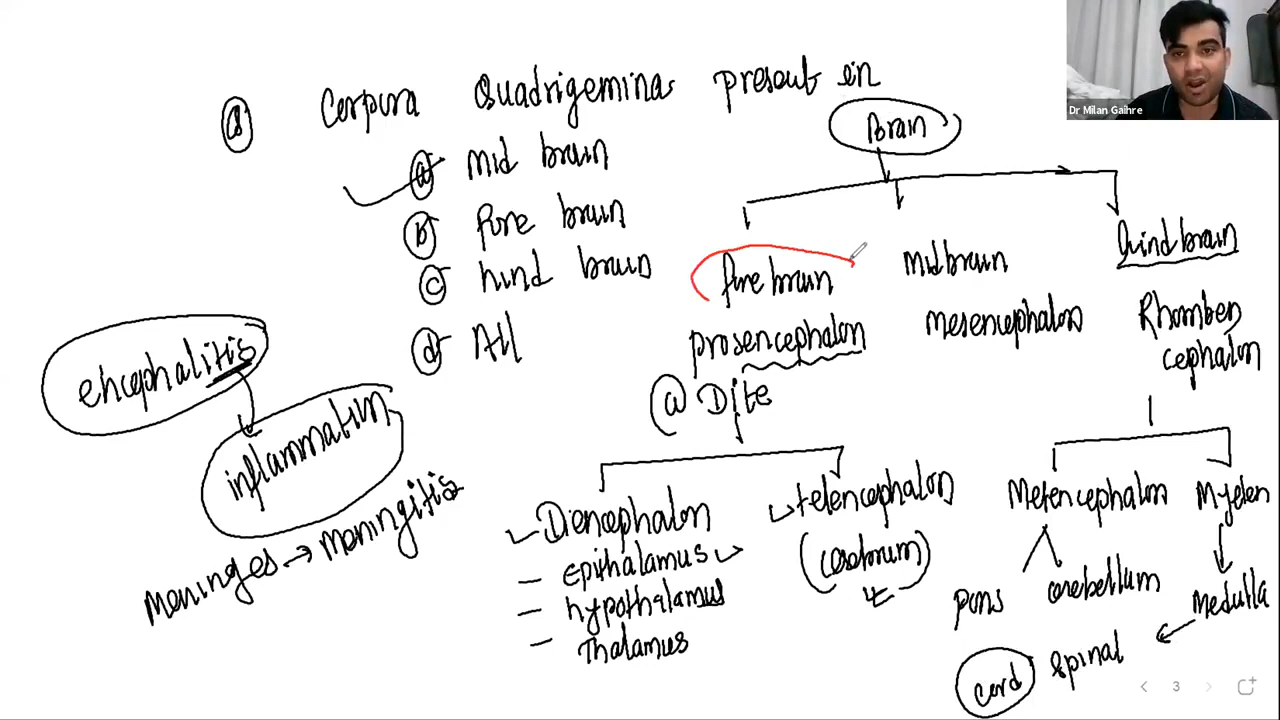 Q Corpora Quadrigemina present in
a Mid brain
b Fore brain
c hind brain
d All
Brain
fore brain
prosencephalon
@ Dite
Midbrain
mesencephalon
hind brain
Rhomben
cephalon
Diencephalon
epithalamus
hypothalamus
Thalamus
telencephalon
(cerebrum)
Metencephalon
pons
cerebellum
Myelen
Medulla
spinal
cord
encephalitis
inflammation
Meninges → Meningitis
Dr Milan Gaihre
3